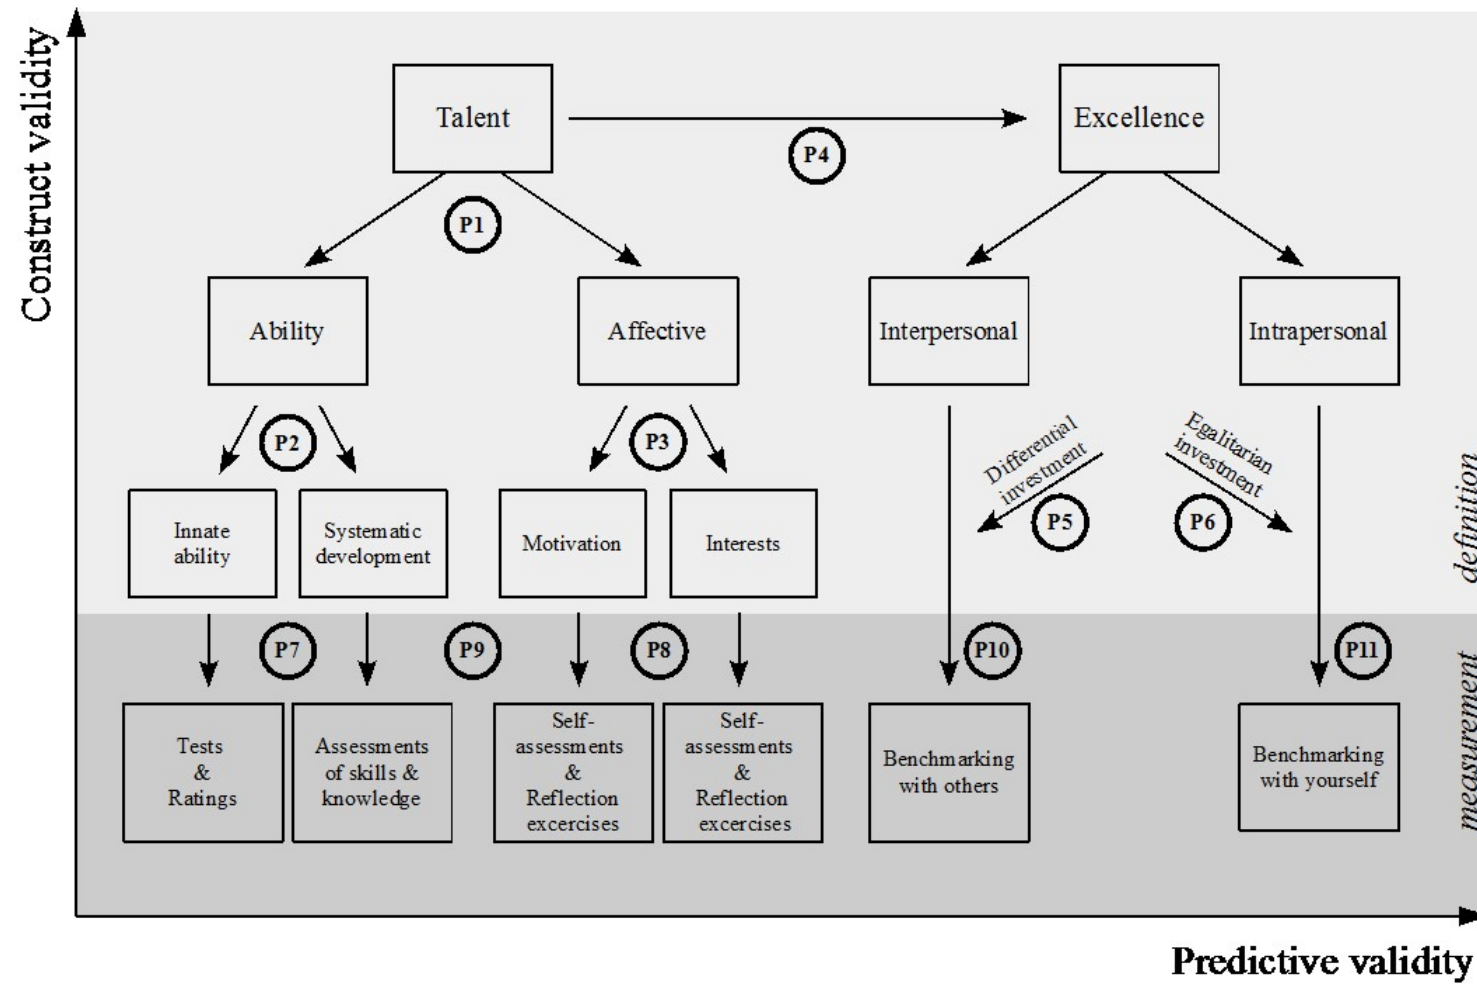 Construct validity
Talent
Excellence
P4
P1
Ability
Affective
Interpersonal
Intrapersonal
P2
P3
Differential
investment
P5
Egalitarian
investment
P6
Innate
ability
Systematic
development
Motivation
Interests
definition
P7
P9
P8
P10
P11
Tests
&
Ratings
Assessments
of skills &
knowledge
Self-
assessments
&
Reflection
excercises
Self-
assessments
&
Reflection
excercises
Benchmarking
with others
Benchmarking
with yourself
measurement
Predictive validity